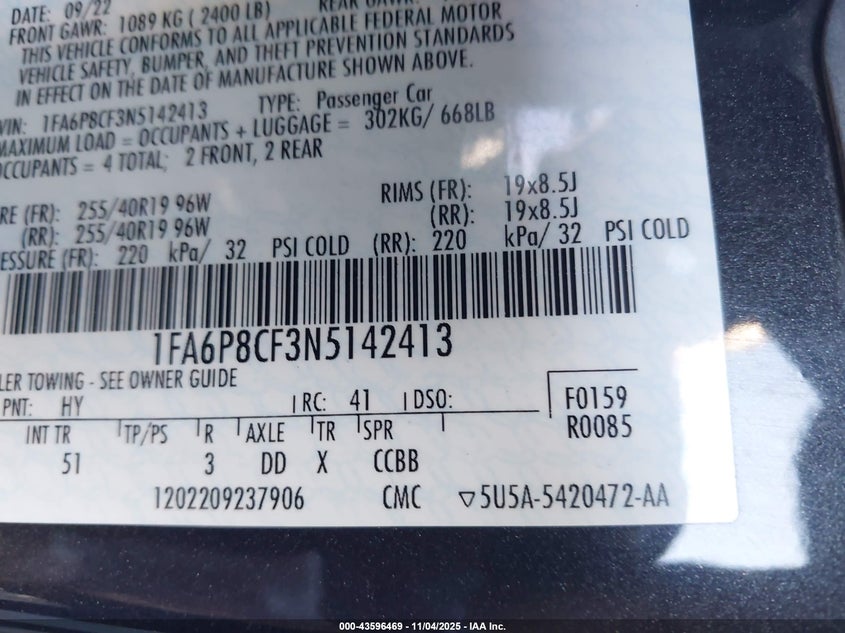 DATE: 09/22
FRONT GAWR: 1089 KG ( 2400 LB)
THIS VEHICLE CONFORMS TO ALL APPLICABLE FEDERAL MOTOR
VEHICLE SAFETY, BUMPER, AND THEFT PREVENTION STANDARDS
IN EFFECT ON THE DATE OF MANUFACTURE SHOWN ABOVE.
VIN: 1FA6P8CF3N5142413 TYPE: Passenger Car
MAXIMUM LOAD = OCCUPANTS + LUGGAGE = 302KG/ 668LB
OCCUPANTS = 4 TOTAL; 2 FRONT, 2 REAR
RE (FR): 255/40R19 96W RIMS (FR): 19x8.5J
(RR): 255/40R19 96W (RR): 19x8.5J
ESSURE (FR): 220 kPa/ 32 PSI COLD (RR): 220 kPa/ 32 PSI COLD
1FA6P8CF3N5142413
LER TOWING - SEE OWNER GUIDE
PNT: HY RC: 41 DSO: F0159
R0085
INT TR TP/PS R AXLE TR SPR
51 3 DD X CCBB
1202209237906 CMC ▽5U5A-5420472-AA
000-43596469 - 11/04/2025 - IAA Inc.